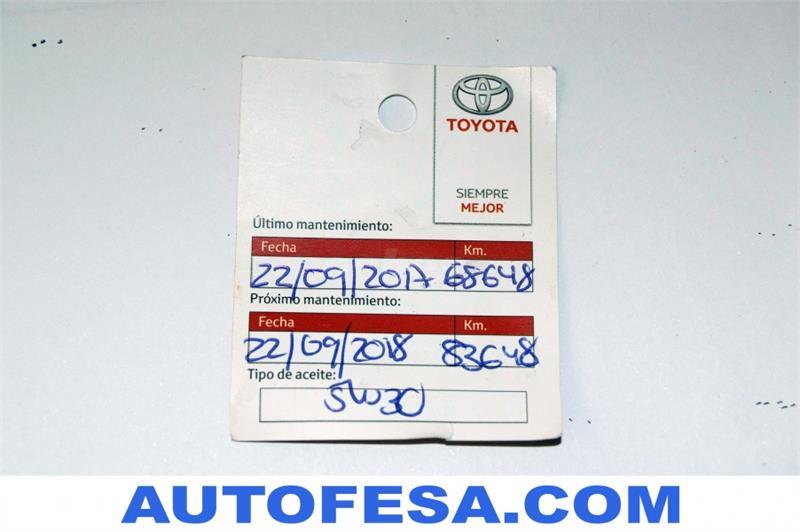 TOYOTA
SIEMPRE
MEJOR
Último mantenimiento:
Fecha Km.
22/09/2017 68648
Próximo mantenimiento:
Fecha Km.
22/09/2018 83648
Tipo de aceite:
5W30
AUTOFESA.COM